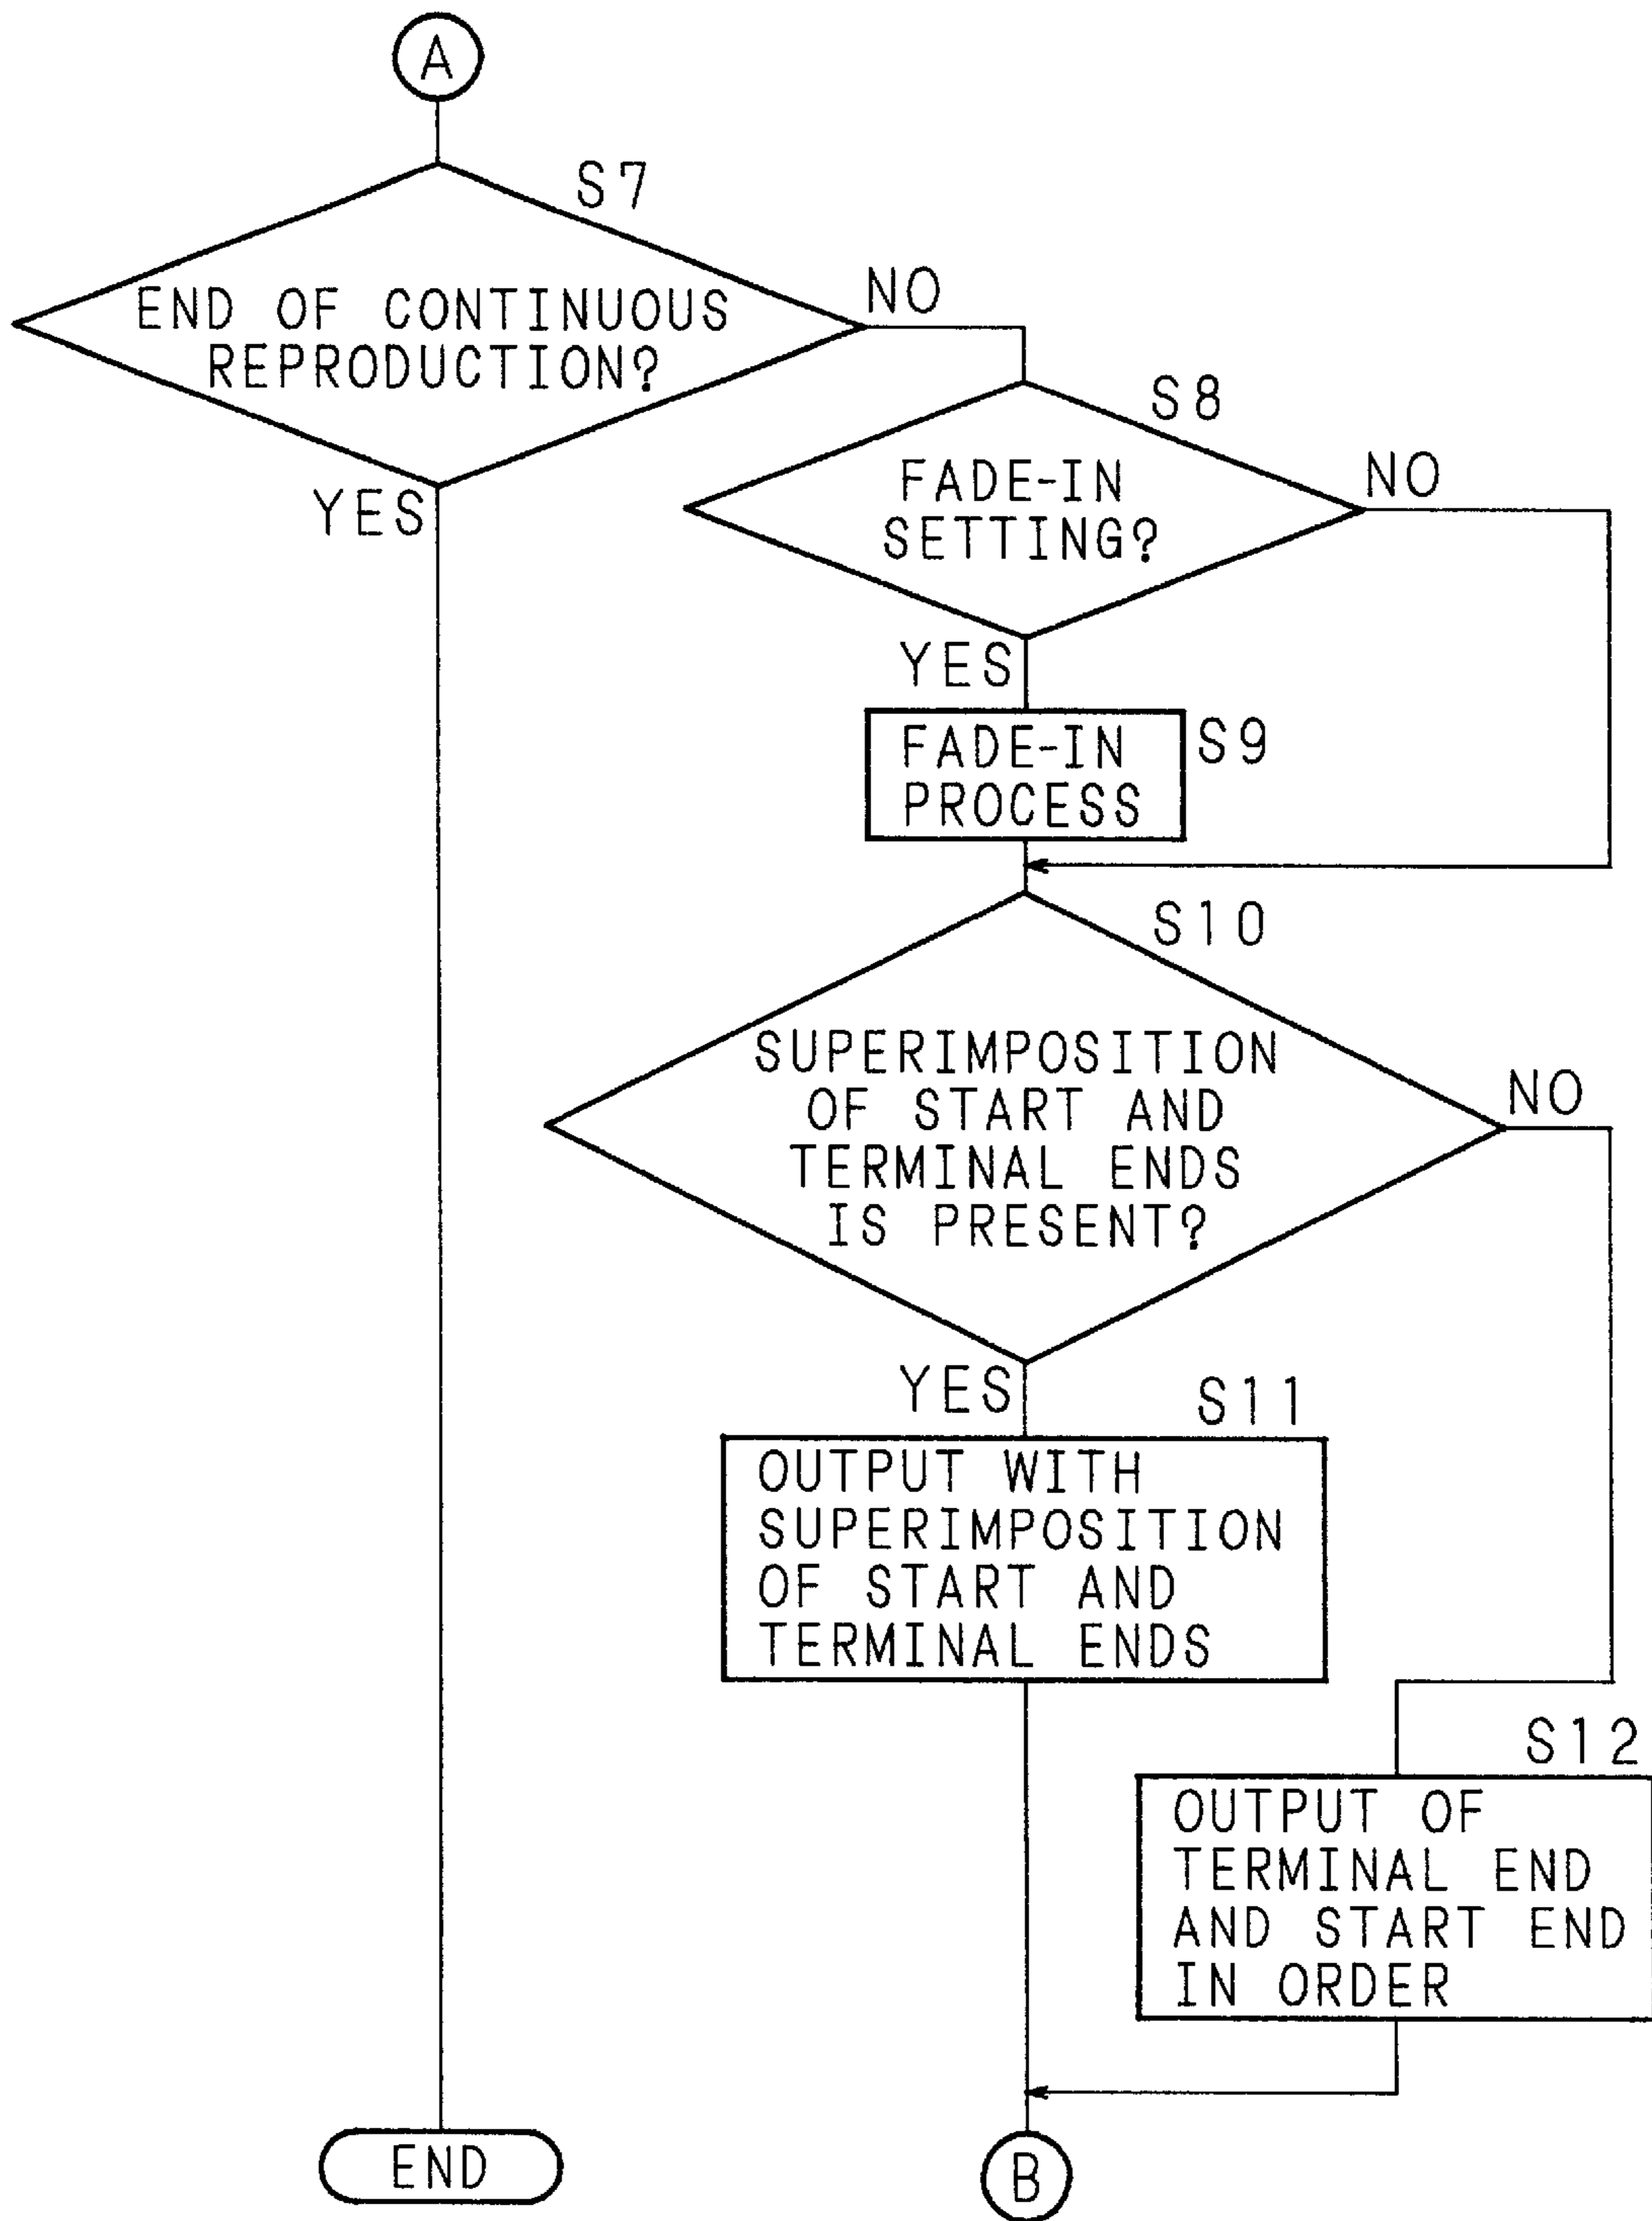 A
S7
END OF CONTINUOUS
REPRODUCTION?
NO
YES
S8
FADE-IN
SETTING?
NO
YES
FADE-IN
PROCESS
S9
S10
SUPERIMPOSITION
OF START AND
TERMINAL ENDS
IS PRESENT?
NO
YES
S11
OUTPUT WITH
SUPERIMPOSITION
OF START AND
TERMINAL ENDS
S12
OUTPUT OF
TERMINAL END
AND START END
IN ORDER
END
B